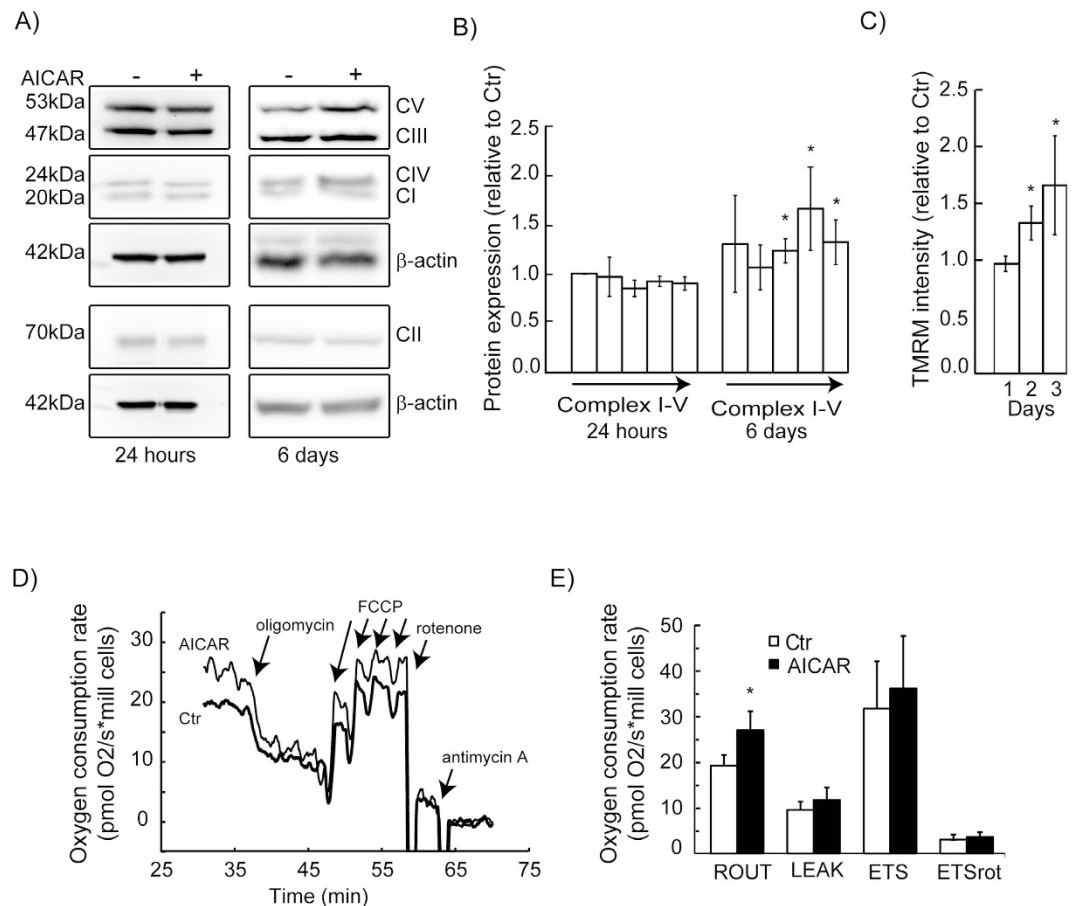 A)
AICAR - + - +
53kDa CV
47kDa CIII
24kDa CIV
20kDa CI
42kDa β-actin
70kDa CII
42kDa β-actin
24 hours 6 days
B)
Protein expression (relative to Ctr)
2.5
2.0
1.5
1.0
0.5
0.0
* * *
Complex I-V Complex I-V
24 hours 6 days
C)
TMRM intensity (relative to Ctr)
2.5
2.0
1.5
1.0
0.5
0.0
* *
1 2 3
Days
D)
Oxygen consumption rate
(pmol O2/s*mill cells)
30
20
10
0
AICAR
Ctr
oligomycin
FCCP
rotenone
antimycin A
25 35 45 55 65 75
Time (min)
E)
Oxygen consumption rate
(pmol O2/s*mill cells)
50
40
30
20
10
0
Ctr
AICAR
*
ROUT LEAK ETS ETSrot